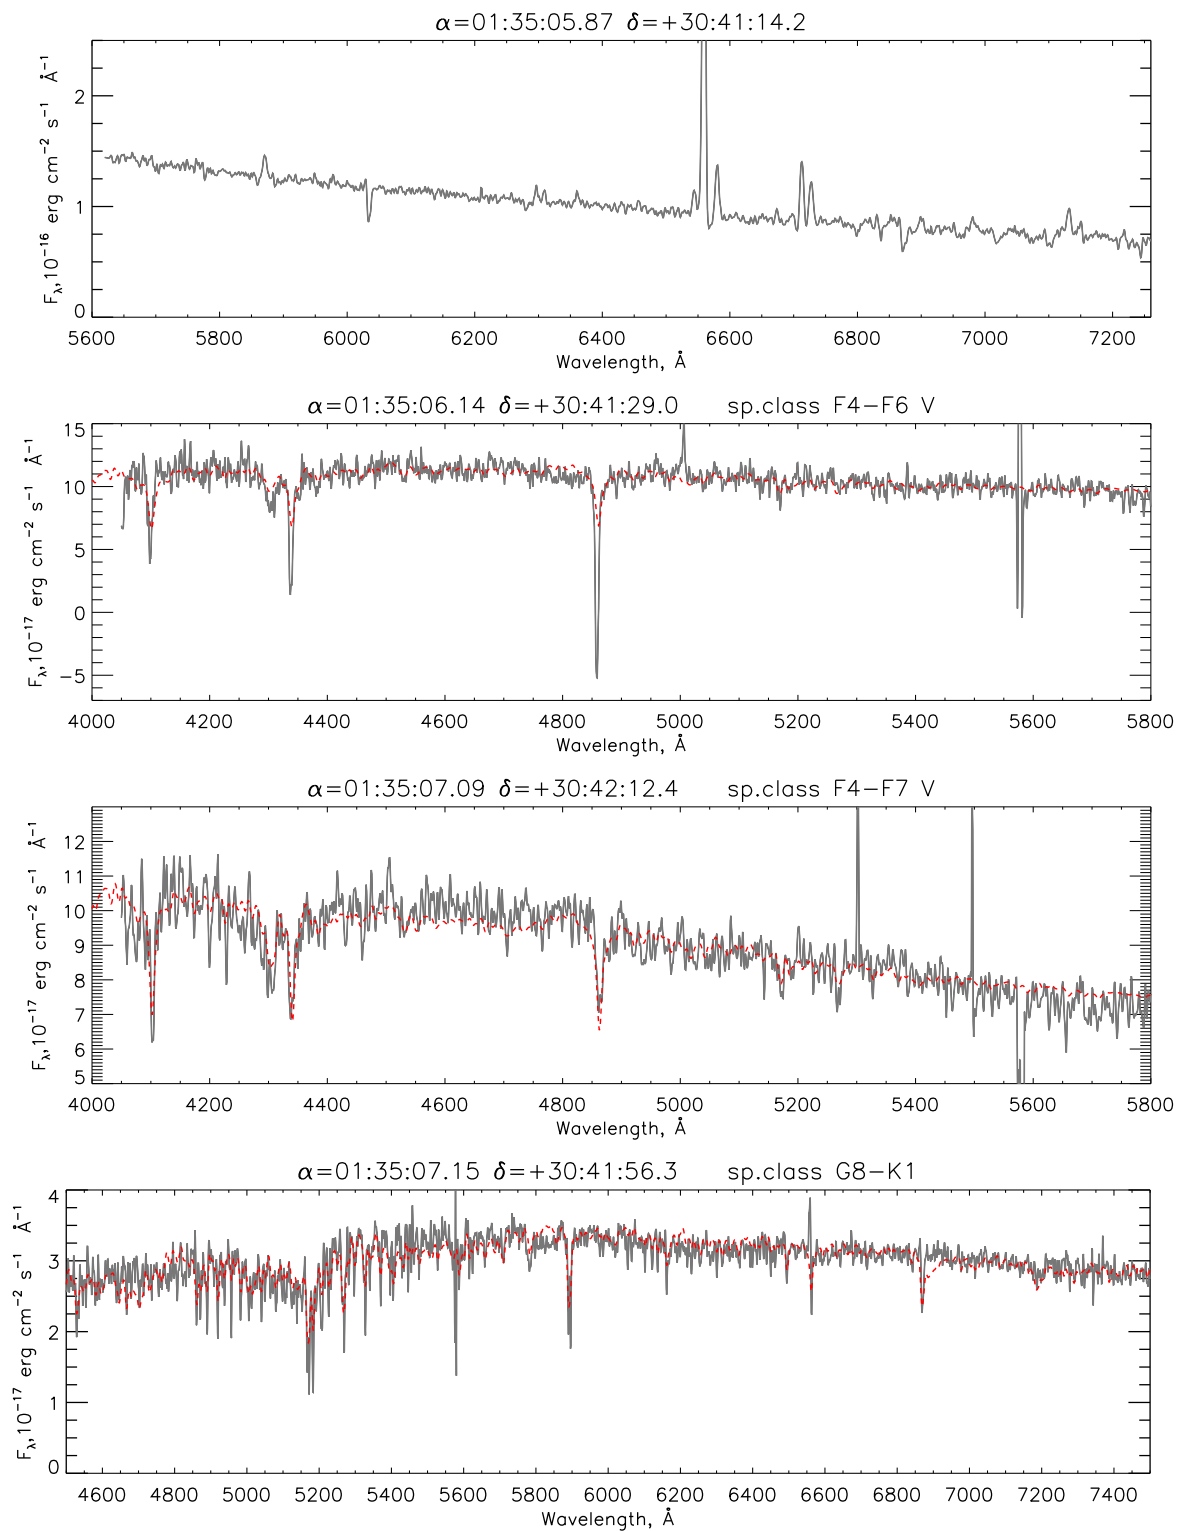 α=01:35:05.87 δ=+30:41:14.2
F_λ,10⁻¹⁶ erg cm⁻² s⁻¹ Å⁻¹
2
1
0
5600 5800 6000 6200 6400 6600 6800 7000 7200
Wavelength, Å
α=01:35:06.14 δ=+30:41:29.0 sp.class F4−F6 V
F_λ,10⁻¹⁷ erg cm⁻² s⁻¹ Å⁻¹
15
10
5
0
−5
4000 4200 4400 4600 4800 5000 5200 5400 5600 5800
Wavelength, Å
α=01:35:07.09 δ=+30:42:12.4 sp.class F4−F7 V
F_λ,10⁻¹⁷ erg cm⁻² s⁻¹ Å⁻¹
12
11
10
9
8
7
6
5
4000 4200 4400 4600 4800 5000 5200 5400 5600 5800
Wavelength, Å
α=01:35:07.15 δ=+30:41:56.3 sp.class G8−K1
F_λ,10⁻¹⁷ erg cm⁻² s⁻¹ Å⁻¹
4
3
2
1
0
4600 4800 5000 5200 5400 5600 5800 6000 6200 6400 6600 6800 7000 7200 7400
Wavelength, Å